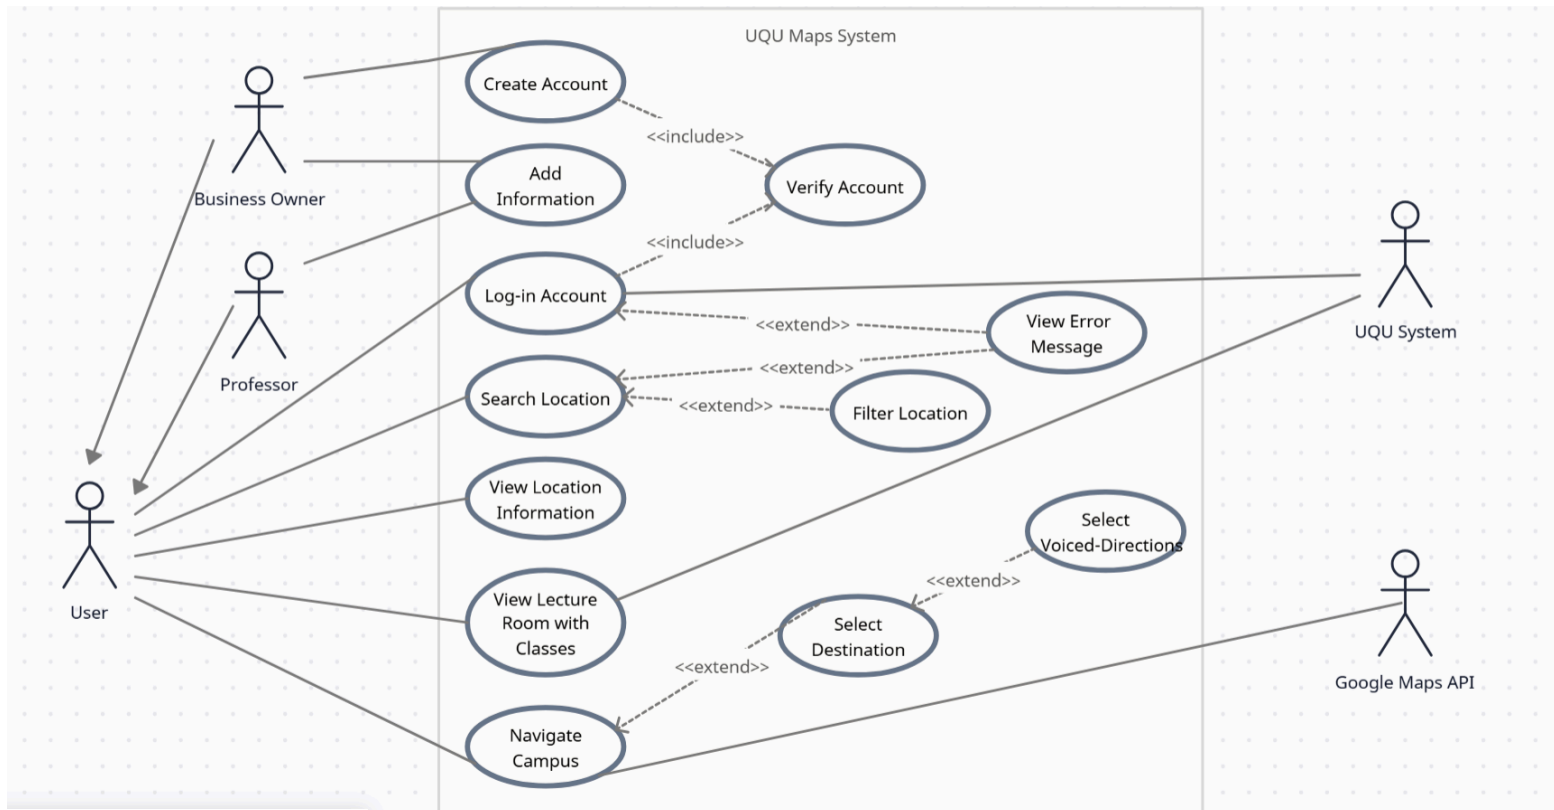 UQU Maps System
Create Account
<<include>>
Add
Information
Verify Account
Business Owner
<<include>>
Log-in Account
<<extend>>
View Error
Message
UQU System
<<extend>>
Professor
Search Location
<<extend>>
Filter Location
View Location
Information
Select
Voiced-Directions
<<extend>>
User
View Lecture
Room with
Classes
Select
Destination
<<extend>>
Google Maps API
Navigate
Campus